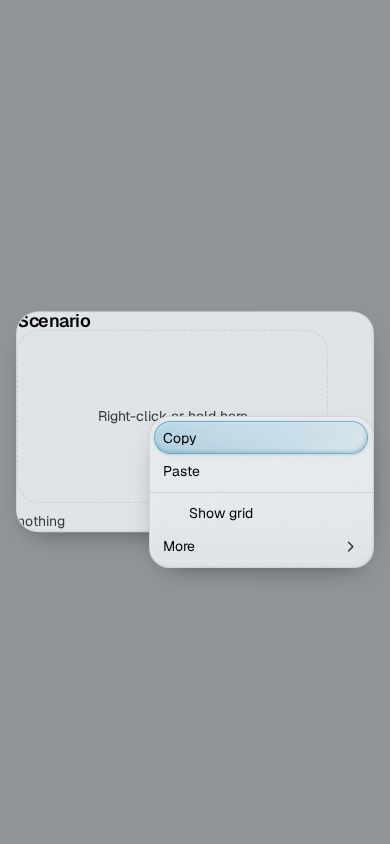 Scenario
Right-click or hold here
Copy
Paste
Show grid
More
nothing